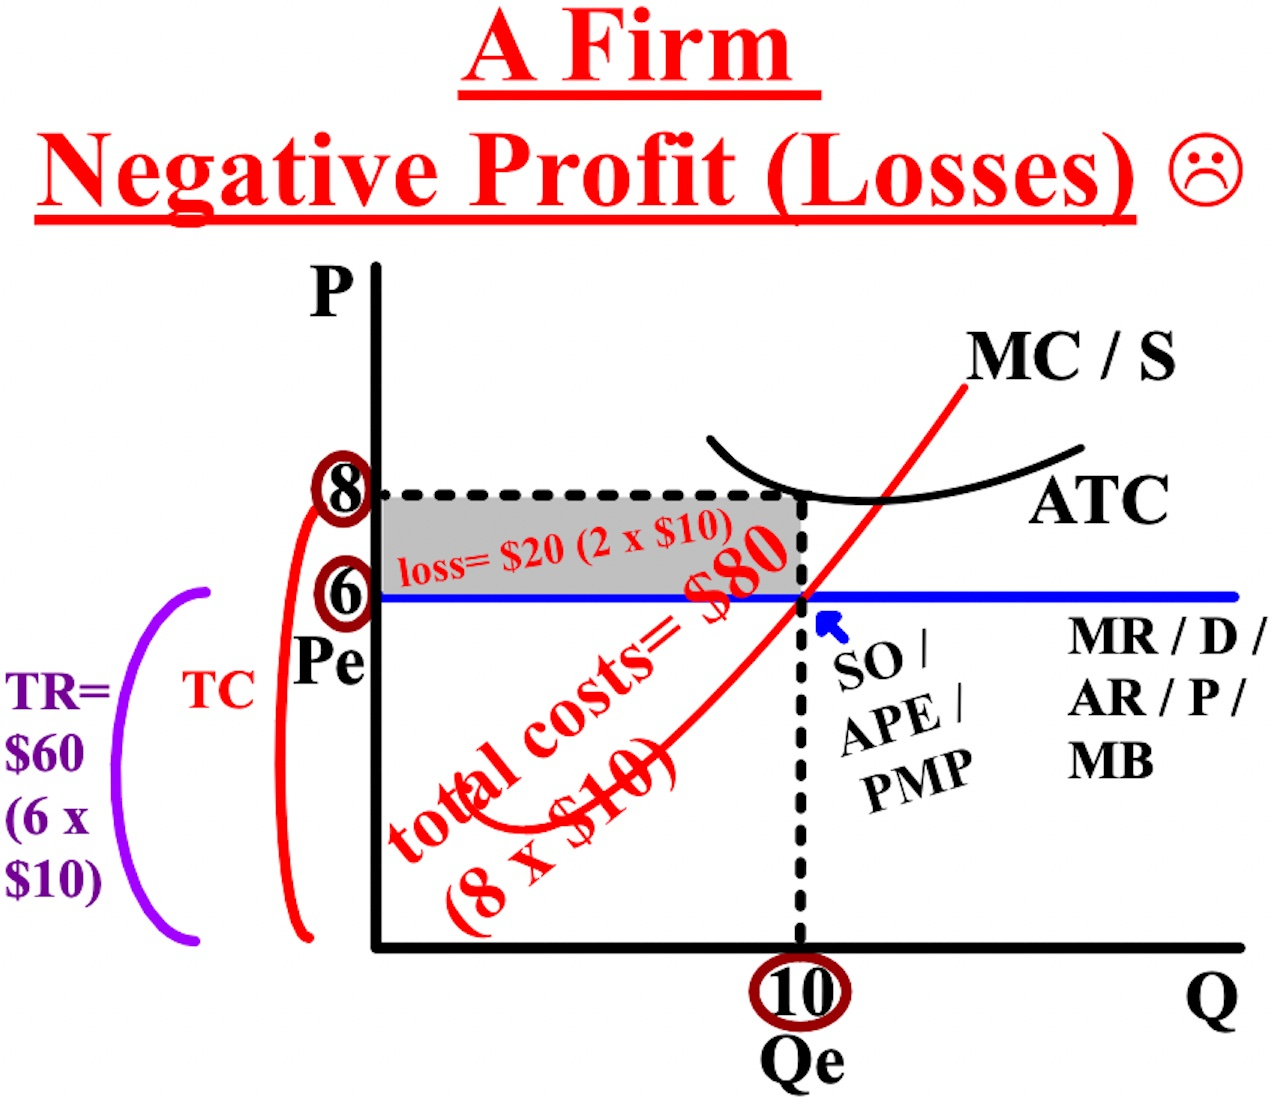 A Firm
Negative Profit (Losses) ☹
P
MC / S
8
ATC
loss= $20 (2 x $10)
6
Pe
total costs= $80
(8 x $10)
TC
TR=
$60
(6 x
$10)
SO /
APE /
PMP
MR / D /
AR / P /
MB
10
Qe
Q